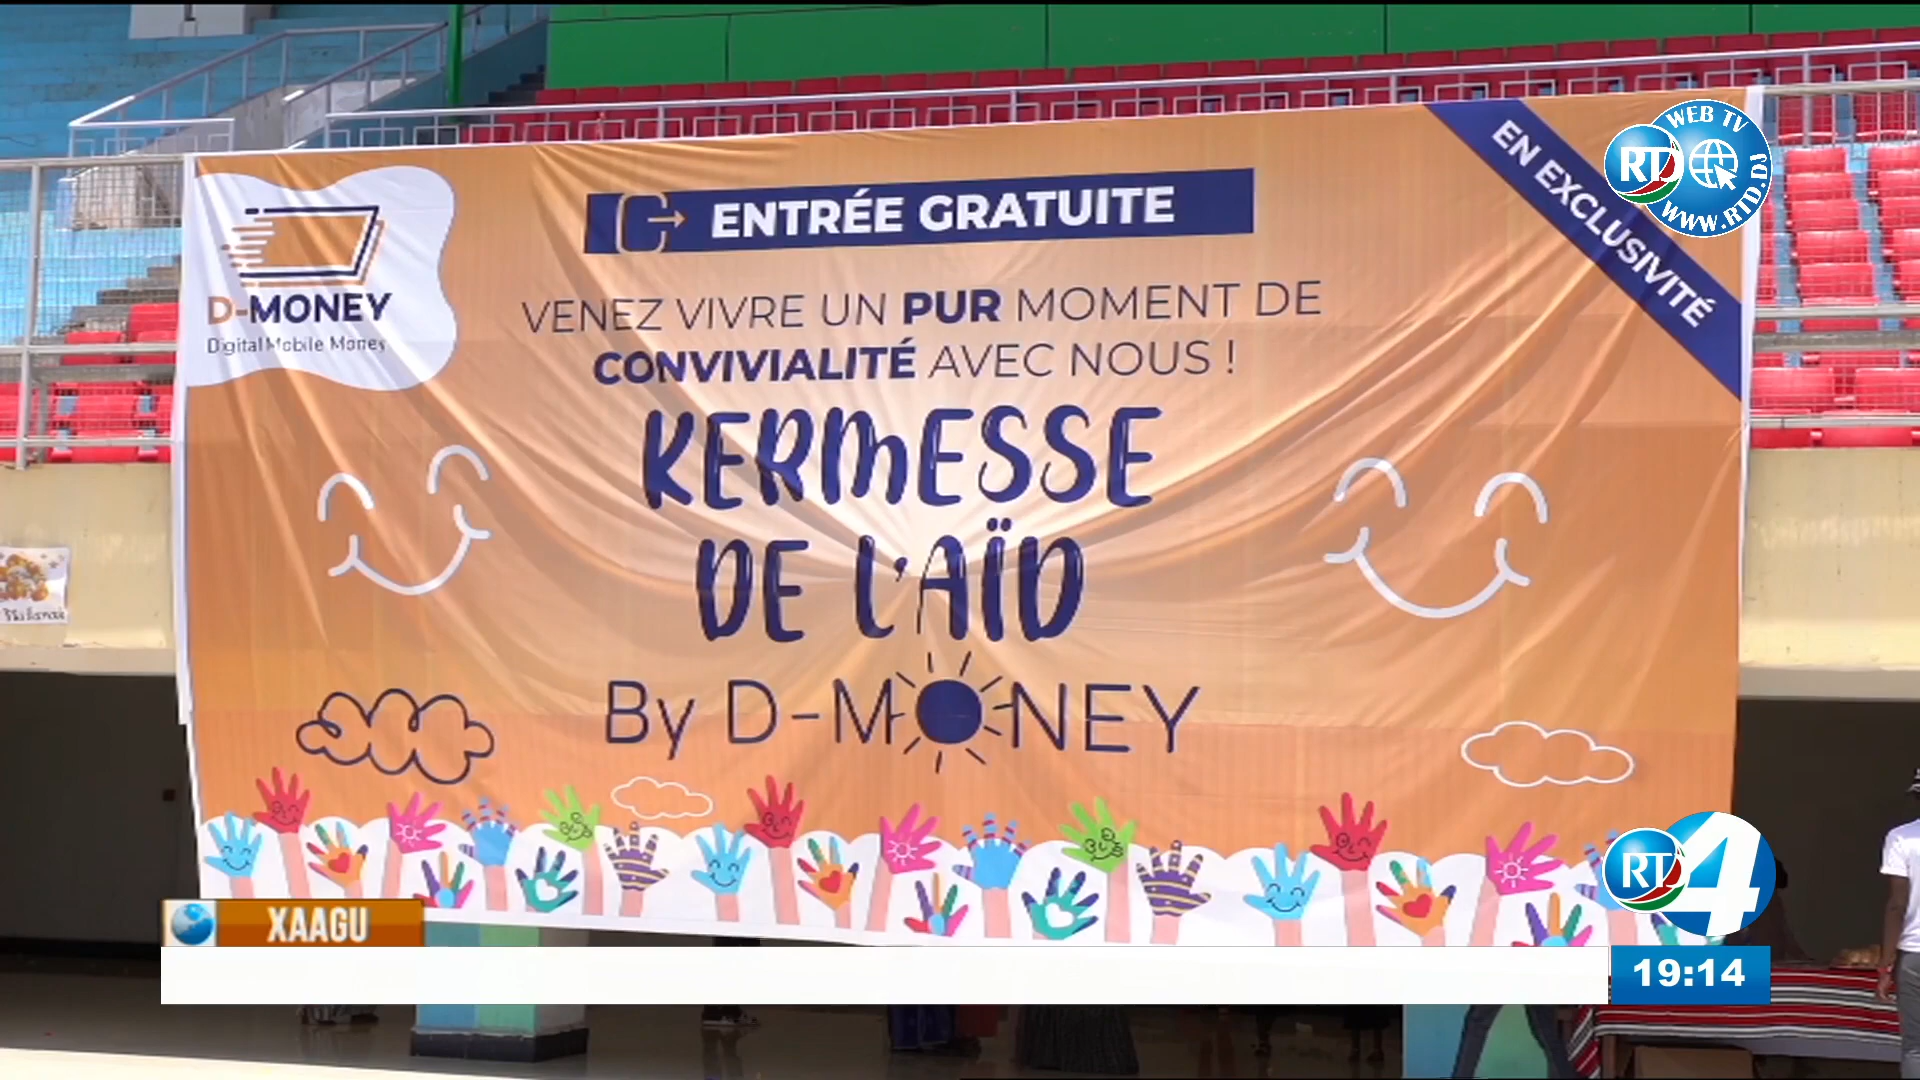 WEB TV
RTD
WWW.RTD.DJ
EN EXCLUSIVITÉ
ENTRÉE GRATUITE
D-MONEY
Digital Mobile Money
VENEZ VIVRE UN PUR MOMENT DE
CONVIVIALITÉ AVEC NOUS !
KERMESSE
DE L'AÏD
By D-MONEY
RTD 4
XAAGU
19:14